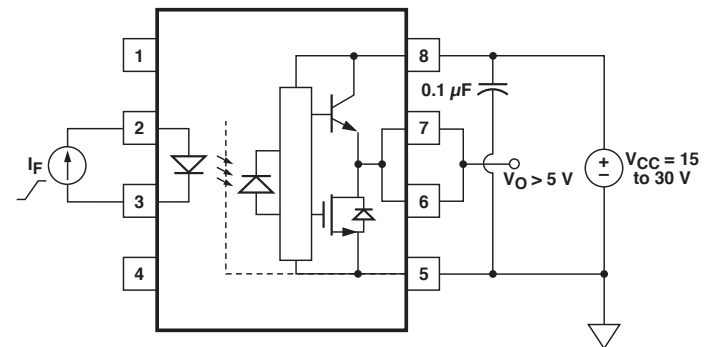 1
8
0.1 µF
2
7
I_F
V_O > 5 V
V_CC = 15
to 30 V
+
–
3
6
4
5